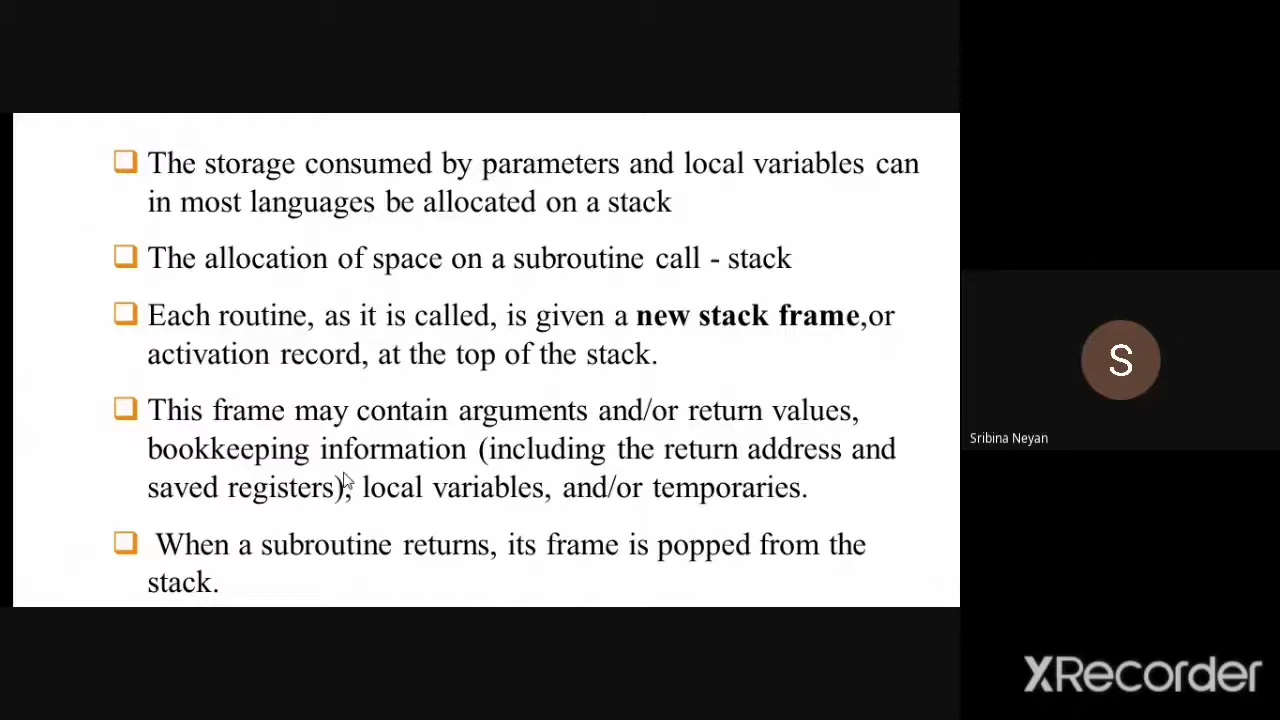 The storage consumed by parameters and local variables can
in most languages be allocated on a stack
The allocation of space on a subroutine call - stack
Each routine, as it is called, is given a new stack frame,or
activation record, at the top of the stack.
This frame may contain arguments and/or return values,
bookkeeping information (including the return address and
saved registers), local variables, and/or temporaries.
When a subroutine returns, its frame is popped from the
stack.
S
Sribina Neyan
XRecorder